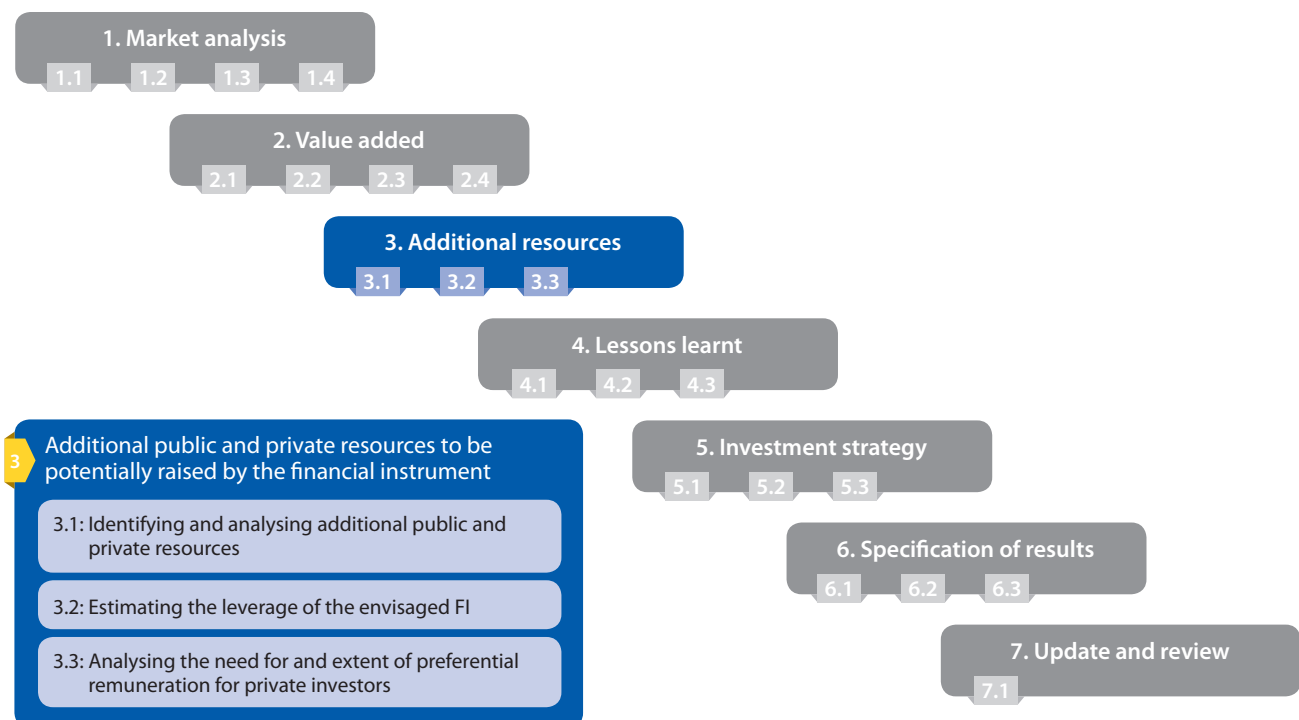 1. Market analysis
1.1 1.2 1.3 1.4
2. Value added
2.1 2.2 2.3 2.4
3. Additional resources
3.1 3.2 3.3
4. Lessons learnt
4.1 4.2 4.3
5. Investment strategy
5.1 5.2 5.3
6. Specification of results
6.1 6.2 6.3
7. Update and review
7.1
3
Additional public and private resources to be
potentially raised by the financial instrument
3.1: Identifying and analysing additional public and
private resources
3.2: Estimating the leverage of the envisaged FI
3.3: Analysing the need for and extent of preferential
remuneration for private investors